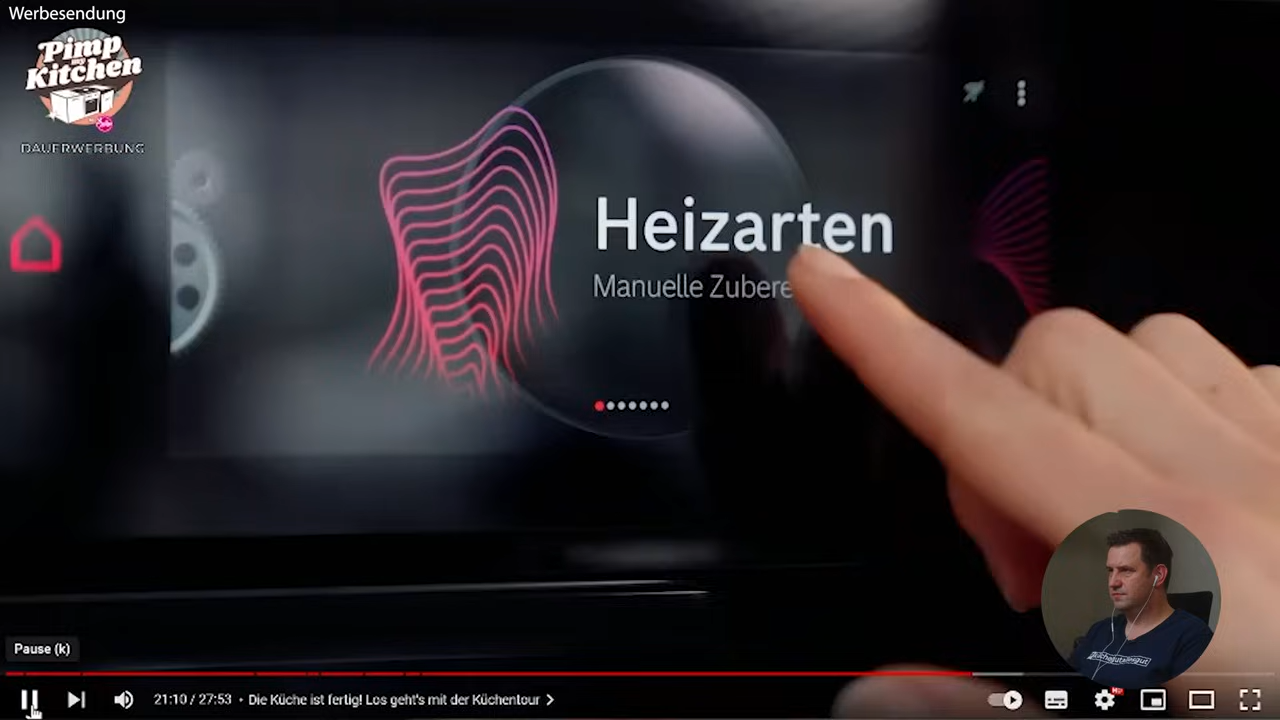 Werbesendung
Pimp
my
Kitchen
DAUERWERBUNG
Heizarten
Manuelle Zubere
Pause (k)
21:10 / 27:53 • Die Küche ist fertig! Los geht's mit der Küchentour